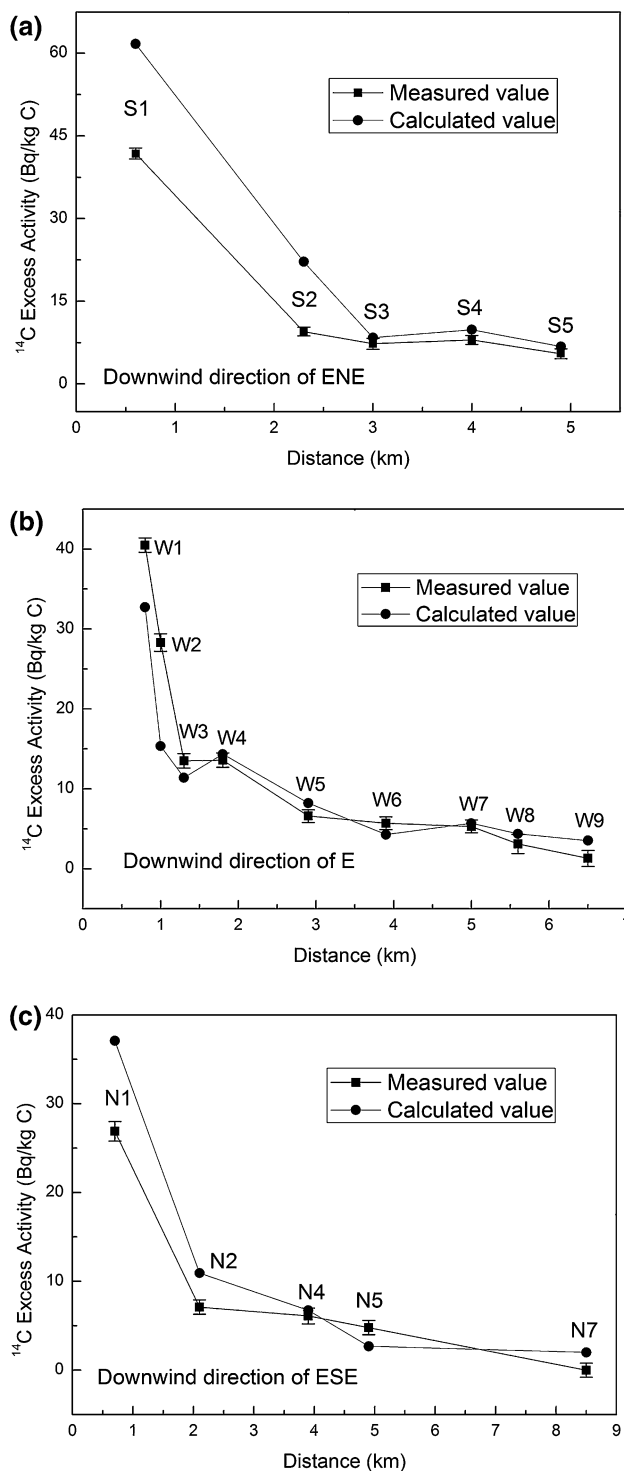 (a)
60
45
30
15
0
¹⁴C Excess Activity (Bq/kg C)
Measured value
Calculated value
S1
S2
S3
S4
S5
Downwind direction of ENE
0 1 2 3 4 5
Distance (km)
(b)
40
30
20
10
0
¹⁴C Excess Activity (Bq/kg C)
Measured value
Calculated value
W1
W2
W3
W4
W5
W6
W7
W8
W9
Downwind direction of E
0 1 2 3 4 5 6 7
Distance (km)
(c)
40
30
20
10
0
¹⁴C Excess Activity (Bq/kg C)
Measured value
Calculated value
N1
N2
N4
N5
N7
Downwind direction of ESE
0 1 2 3 4 5 6 7 8 9
Distance (km)